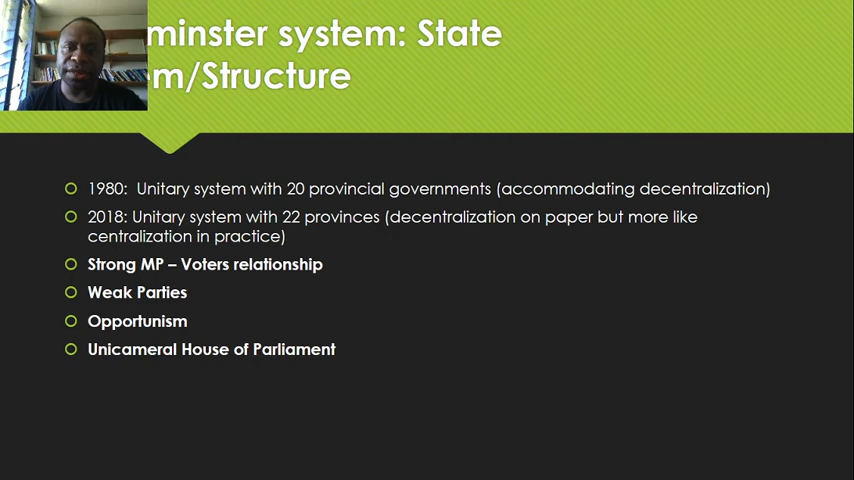 minster system: State
em/Structure
1980: Unitary system with 20 provincial governments (accommodating decentralization)
2018: Unitary system with 22 provinces (decentralization on paper but more like
centralization in practice)
Strong MP – Voters relationship
Weak Parties
Opportunism
Unicameral House of Parliament